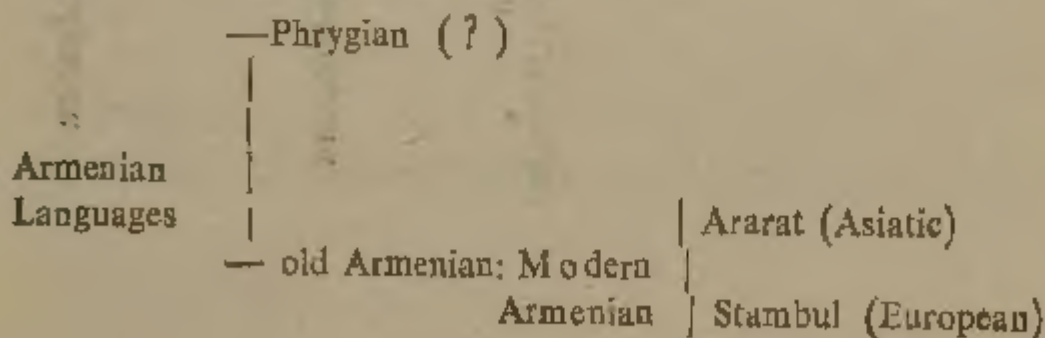 —Phrygian (?)
Armenian
Languages
Ararat (Asiatic)
— old Armenian: Modern
Armenian
Stambul (European)